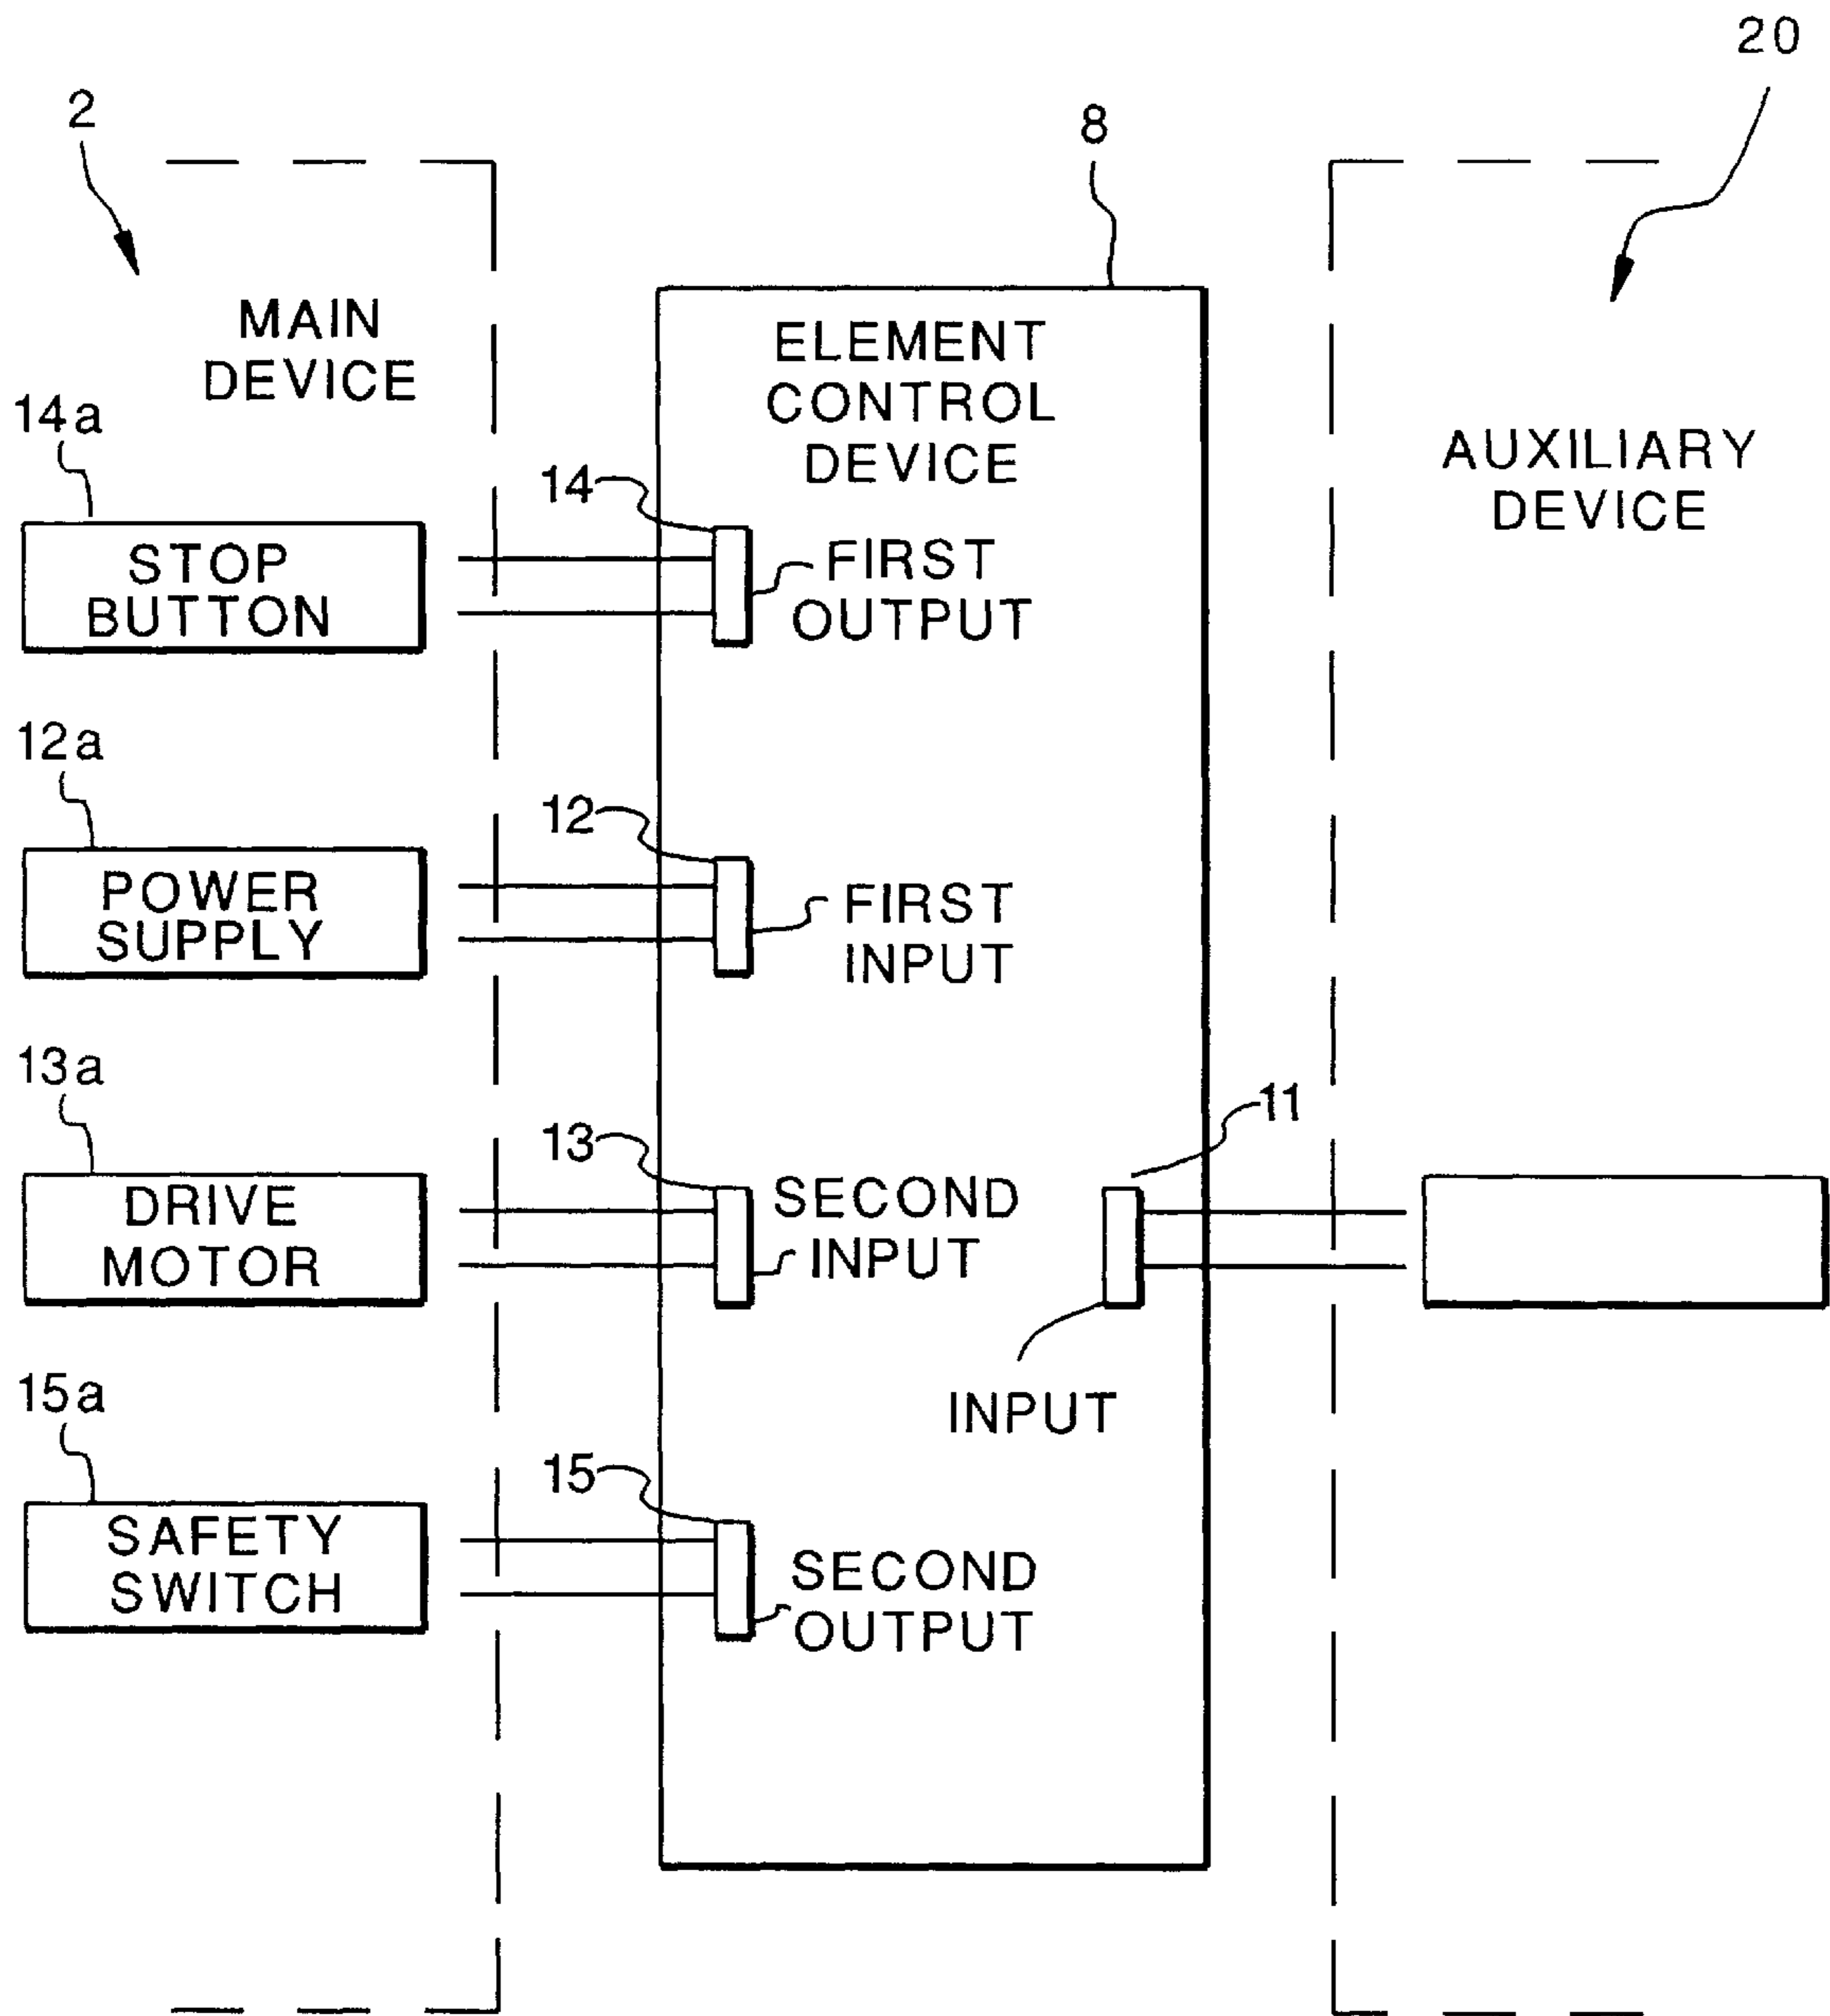 20
2
8
MAIN
DEVICE
ELEMENT
CONTROL
DEVICE
AUXILIARY
DEVICE
14a
14
STOP
BUTTON
FIRST
OUTPUT
12a
12
POWER
SUPPLY
FIRST
INPUT
13a
13
11
DRIVE
MOTOR
SECOND
INPUT
INPUT
15a
15
SAFETY
SWITCH
SECOND
OUTPUT